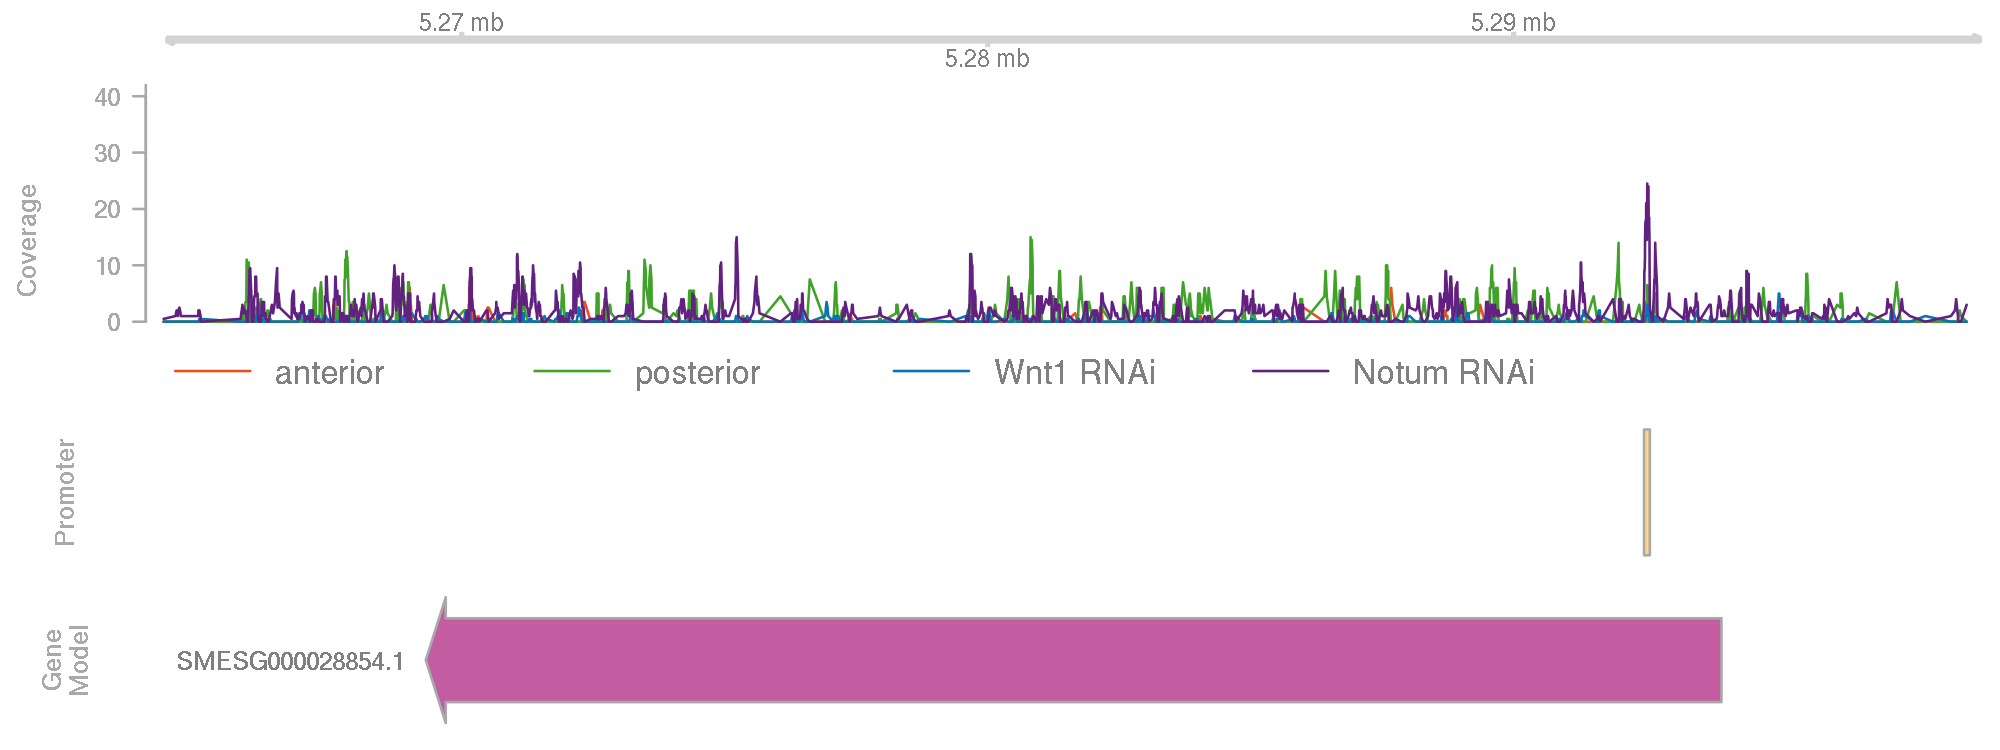 5.27 mb
5.29 mb
5.28 mb
Coverage
40
30
20
10
0
anterior posterior Wnt1 RNAi Notum RNAi
Promoter
Gene
Model
SMESG000028854.1